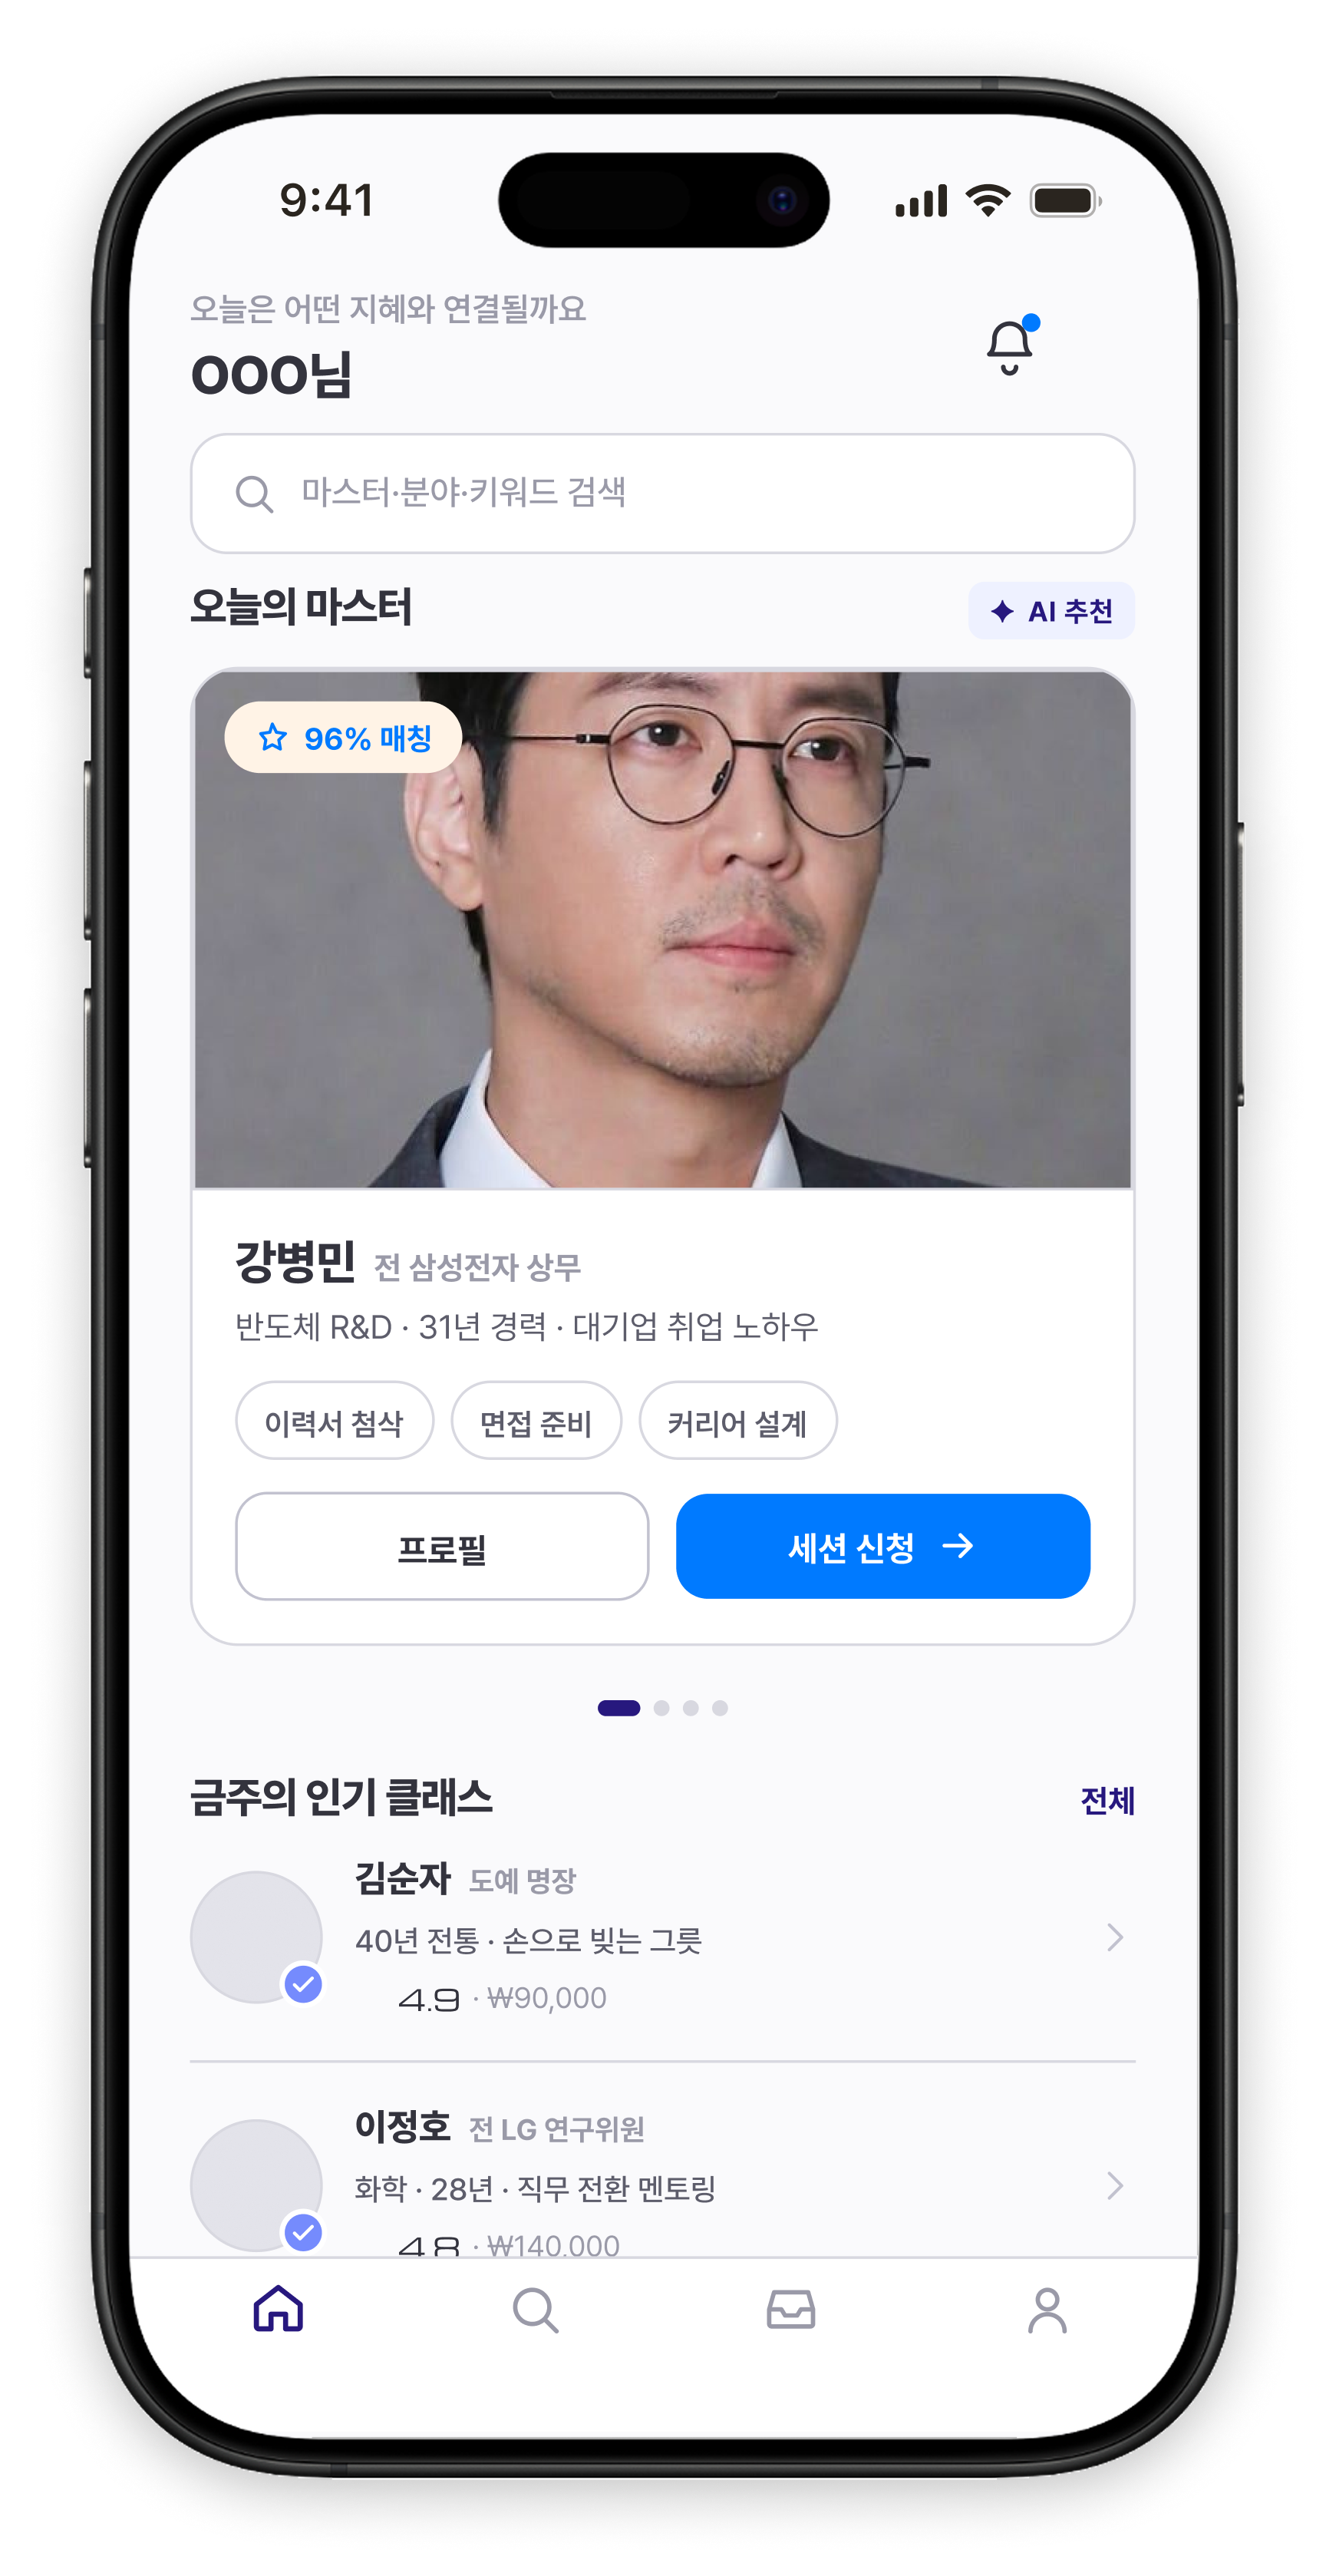 9:41
오늘은 어떤 지혜와 연결될까요
OOO님
마스터·분야·키워드 검색
오늘의 마스터
AI 추천
96% 매칭
강병민 전 삼성전자 상무
반도체 R&D · 31년 경력 · 대기업 취업 노하우
이력서 첨삭 면접 준비 커리어 설계
프로필 세션 신청 →
금주의 인기 클래스 전체
김순자 도예 명장
40년 전통 · 손으로 빚는 그릇
4.9 · ₩90,000
이정호 전 LG 연구위원
화학 · 28년 · 직무 전환 멘토링
4.8 · ₩140,000